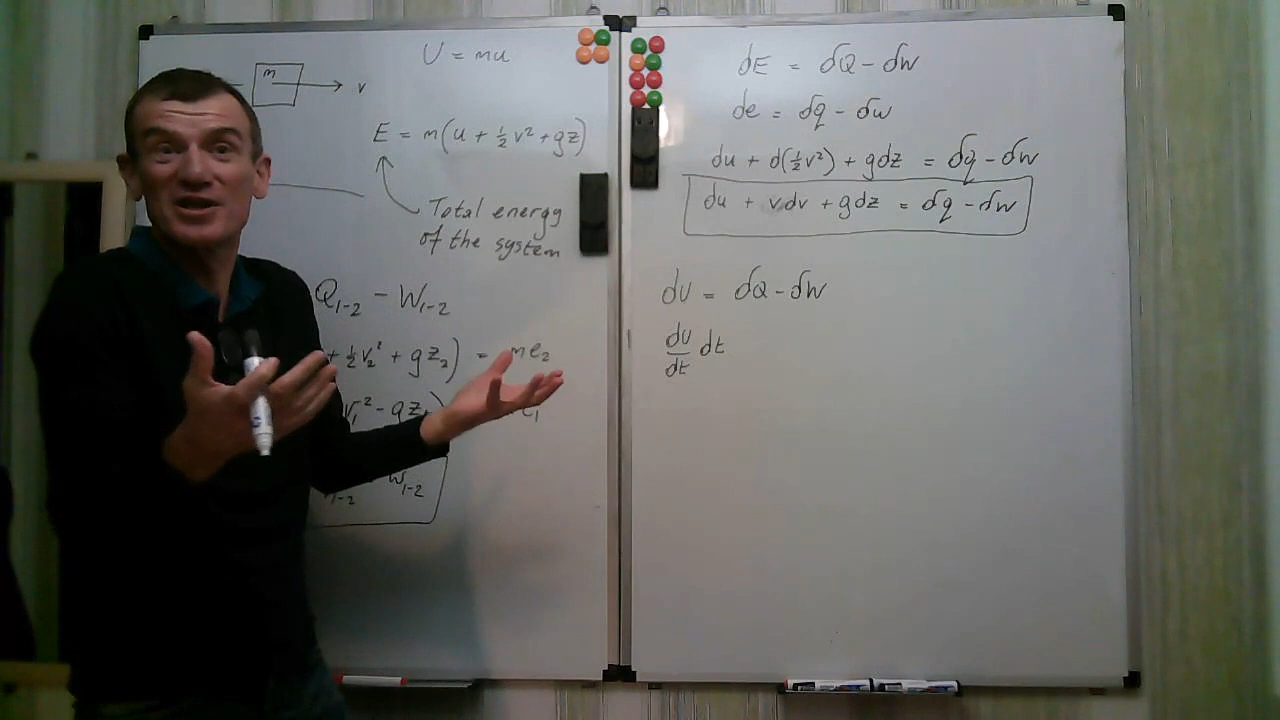 U = mu
m
v
E = m(u + ½v² + gz)
Total energy
of the system
Q₁₋₂ - W₁₋₂
+ ½v₂² + gz₂) = me₂
W₁₋₂
dE = δQ - δW
de = δq - δw
du + d(½v²) + gdz = δq - δw
du + vdv + gdz = δq - δw
dU = δQ - δW
dU/dt dt